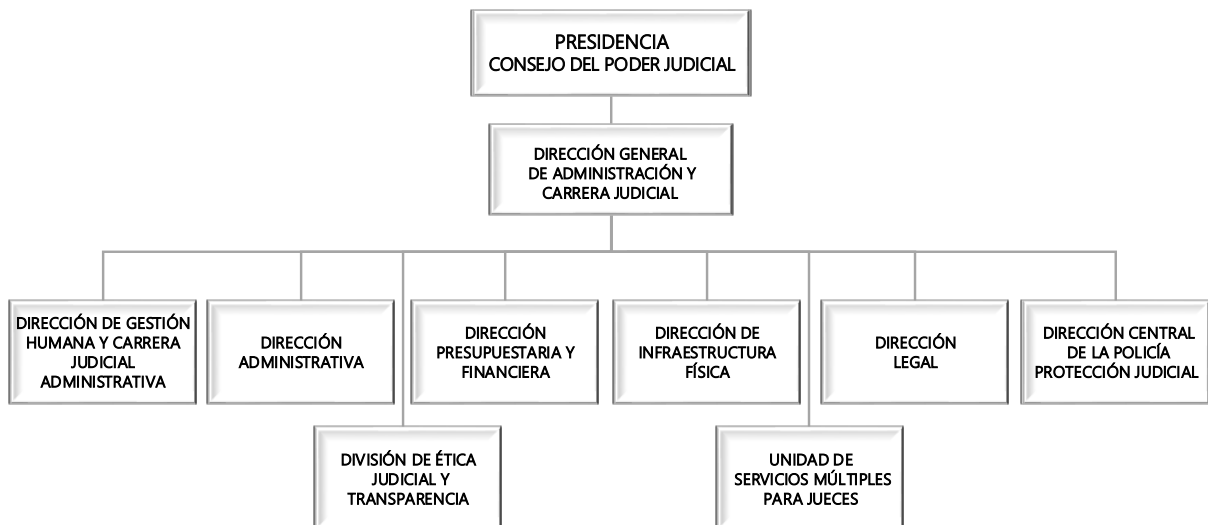 PRESIDENCIA
CONSEJO DEL PODER JUDICIAL
DIRECCIÓN GENERAL
DE ADMINISTRACIÓN Y
CARRERA JUDICIAL
DIRECCIÓN DE GESTIÓN
HUMANA Y CARRERA
JUDICIAL
ADMINISTRATIVA
DIRECCIÓN
ADMINISTRATIVA
DIRECCIÓN
PRESUPUESTARIA Y
FINANCIERA
DIRECCIÓN DE
INFRAESTRUCTURA
FÍSICA
DIRECCIÓN
LEGAL
DIRECCIÓN CENTRAL
DE LA POLICÍA
PROTECCIÓN JUDICIAL
DIVISIÓN DE ÉTICA
JUDICIAL Y
TRANSPARENCIA
UNIDAD DE
SERVICIOS MÚLTIPLES
PARA JUECES